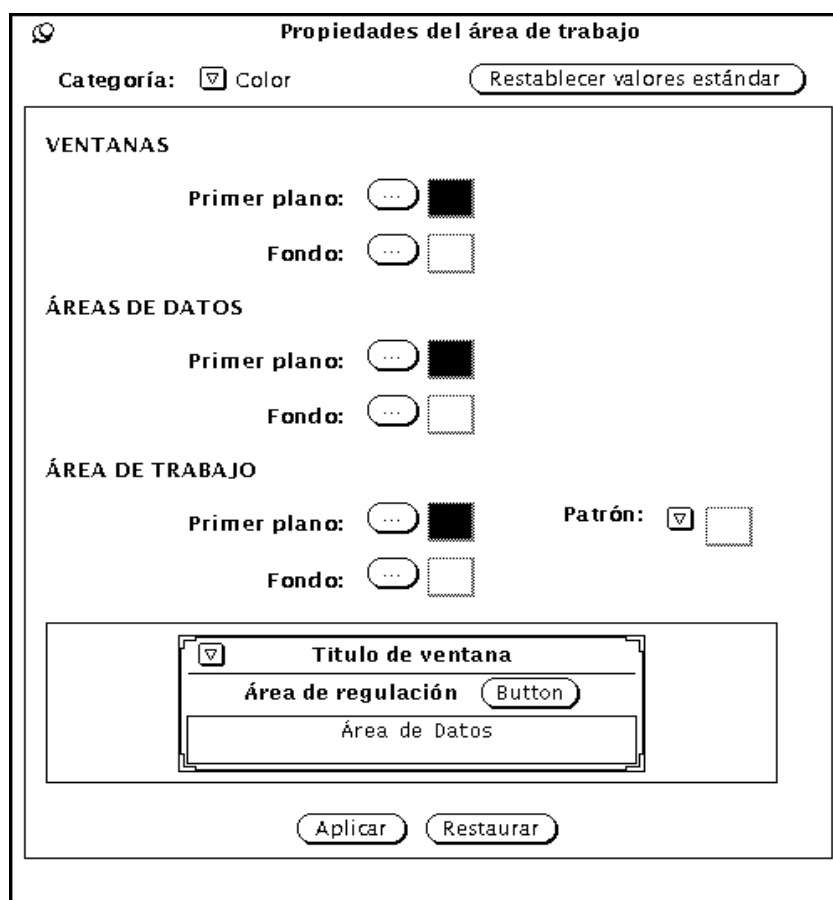 Propiedades del área de trabajo
Categoría: Color Restablecer valores estándar
VENTANAS
Primer plano: ...
Fondo: ...
ÁREAS DE DATOS
Primer plano: ...
Fondo: ...
ÁREA DE TRABAJO
Primer plano: ... Patrón:
Fondo: ...
Titulo de ventana
Área de regulación Button
Área de Datos
Aplicar Restaurar